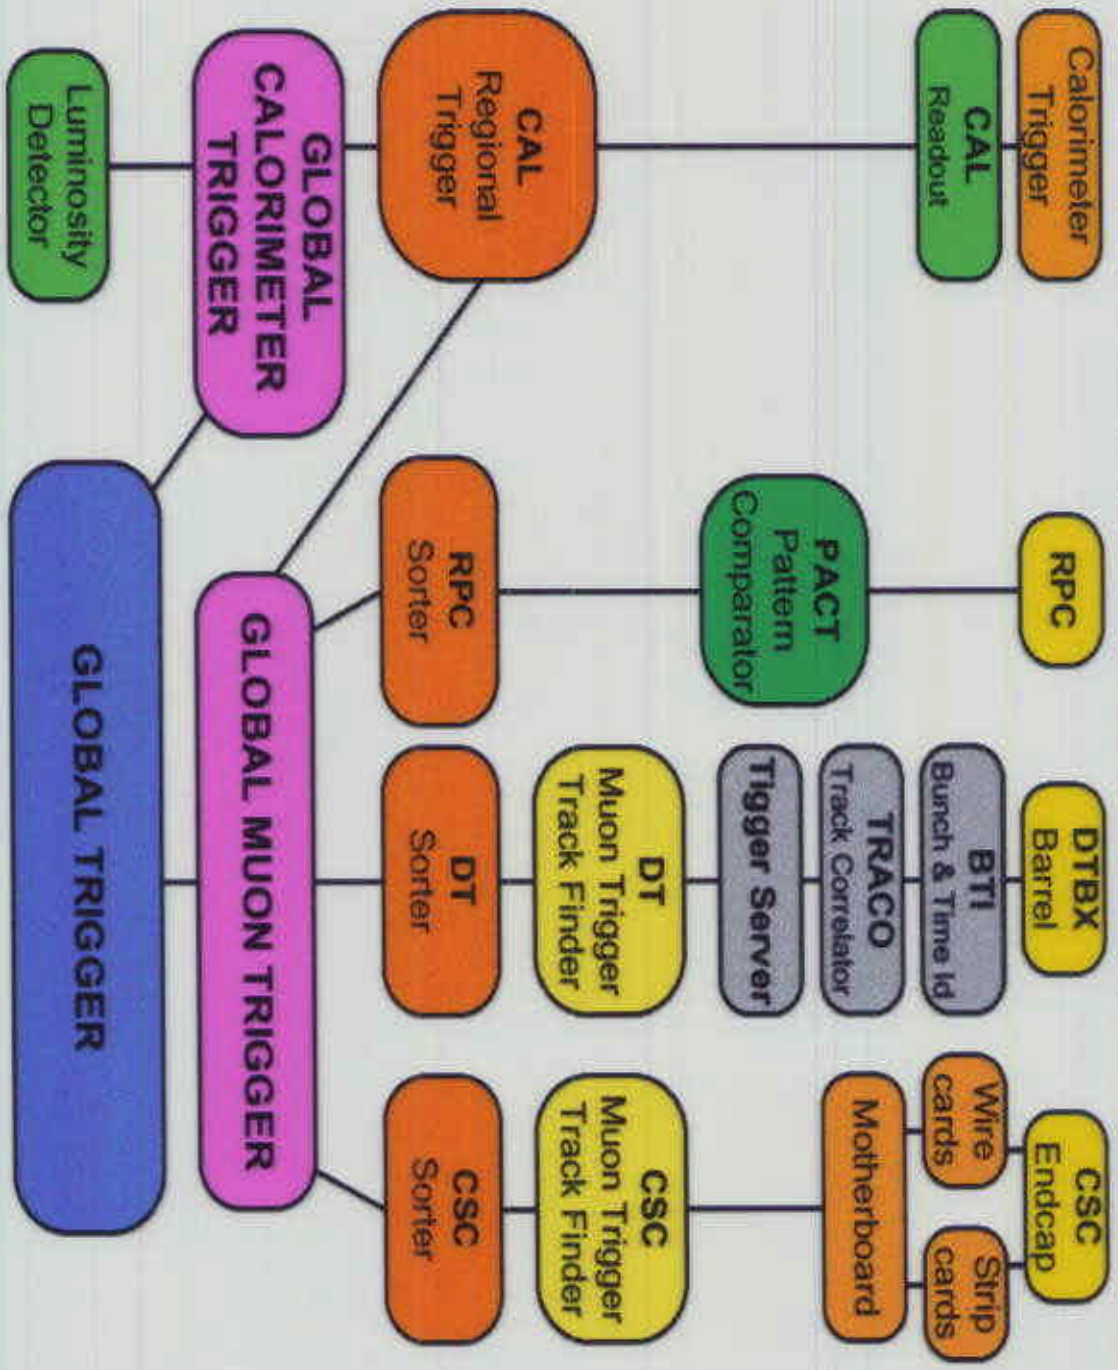 Calorimeter
Trigger
RPC
DTBX
Barrel
CSC
Endcap
CAL
Readout
BTI
Bunch & Time Id
Wire
cards
Strip
cards
TRACO
Track Correlator
Motherboard
PACT
Pattern
Comparator
Tigger Server
CAL
Regional
Trigger
DT
Muon Trigger
Track Finder
CSC
Muon Trigger
Track Finder
RPC
Sorter
DT
Sorter
CSC
Sorter
GLOBAL
CALORIMETER
TRIGGER
GLOBAL MUON TRIGGER
Luminosity
Detector
GLOBAL TRIGGER